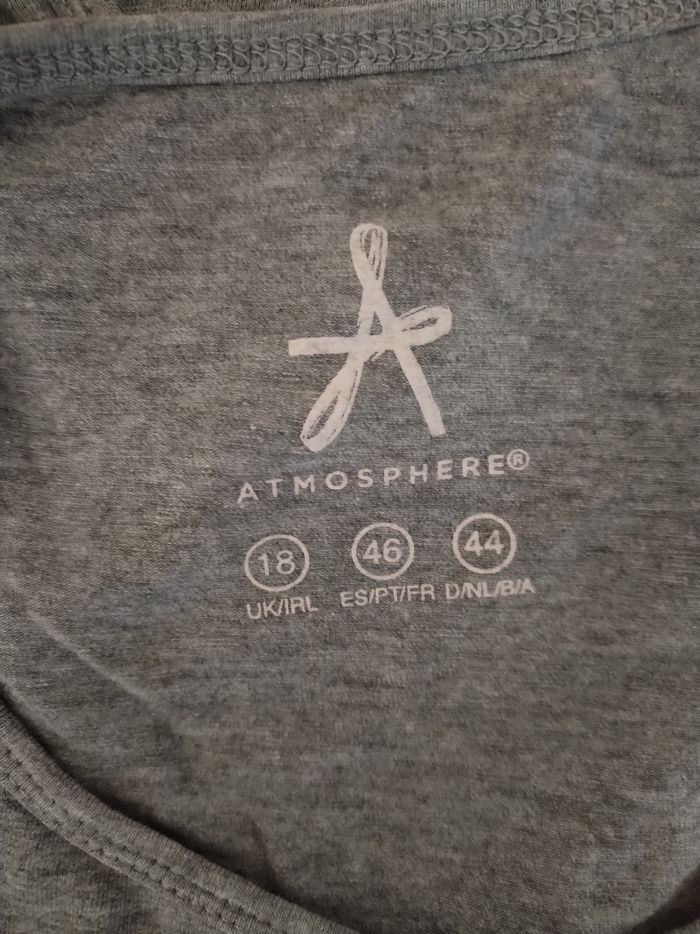 ATMOSPHERE®
18 46 44
UK/IRL ES/PT/FR D/NL/B/A